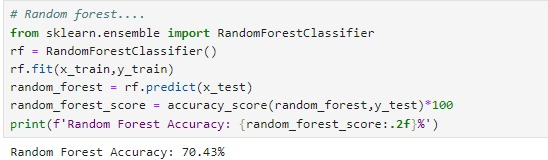 # Random forest....
from sklearn.ensemble import RandomForestClassifier
rf = RandomForestClassifier()
rf.fit(x_train,y_train)
random_forest = rf.predict(x_test)
random_forest_score = accuracy_score(random_forest,y_test)*100
print(f'Random Forest Accuracy: {random_forest_score:.2f}%')
Random Forest Accuracy: 70.43%